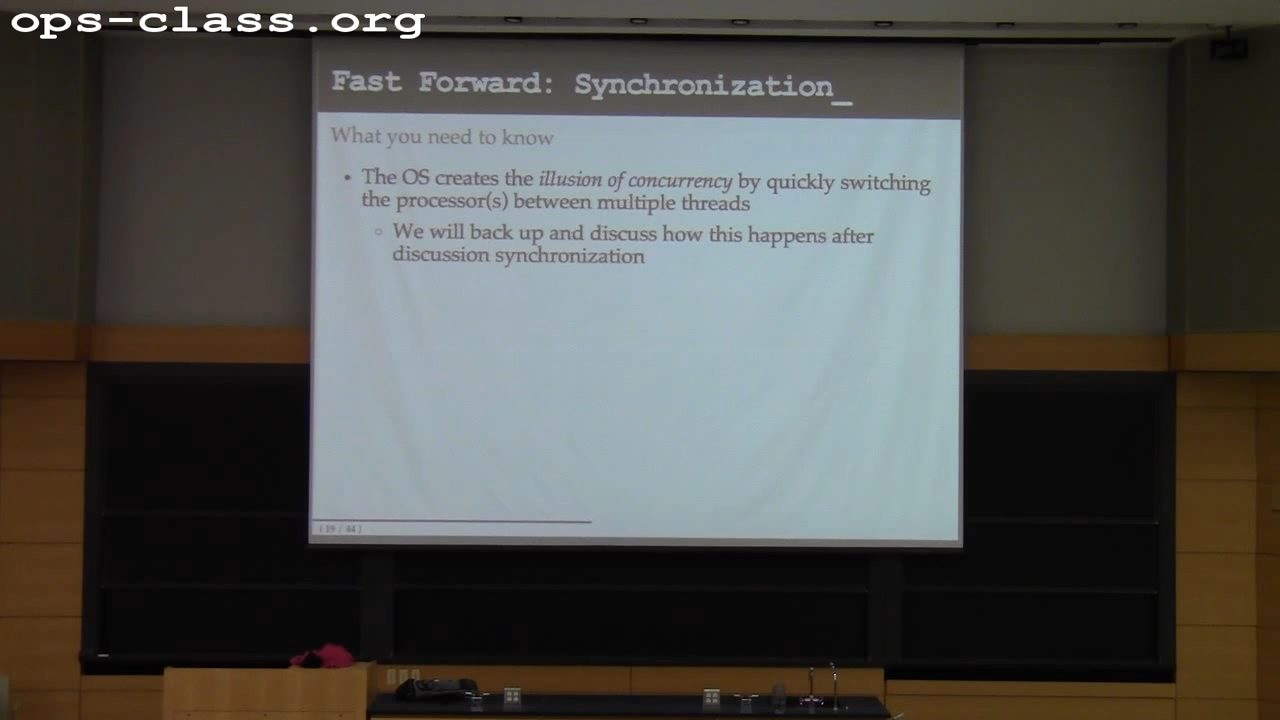 ops-class.org
Fast Forward: Synchronization_
What you need to know
• The OS creates the illusion of concurrency by quickly switching
the processor(s) between multiple threads
◦ We will back up and discuss how this happens after
discussion synchronization
(19 / 44)